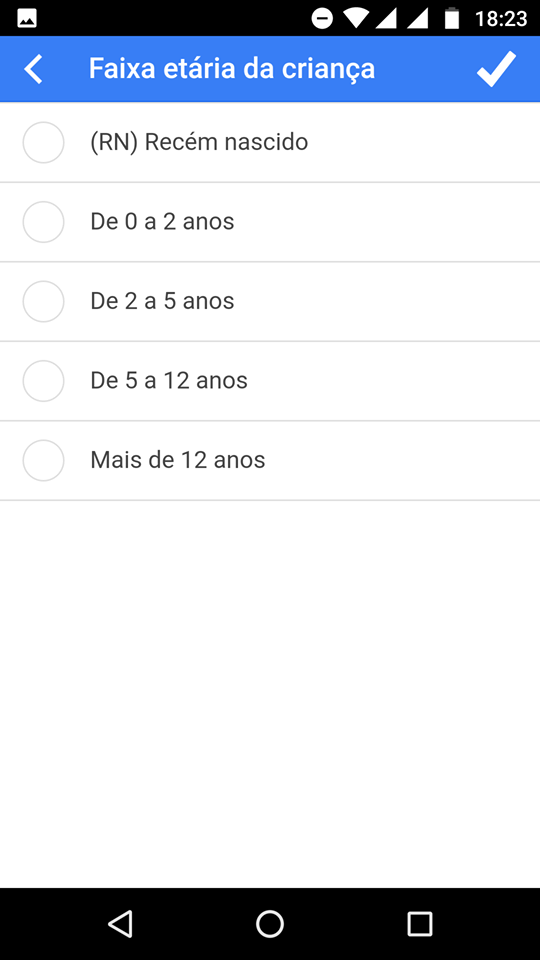 18:23
Faixa etária da criança
(RN) Recém nascido
De 0 a 2 anos
De 2 a 5 anos
De 5 a 12 anos
Mais de 12 anos